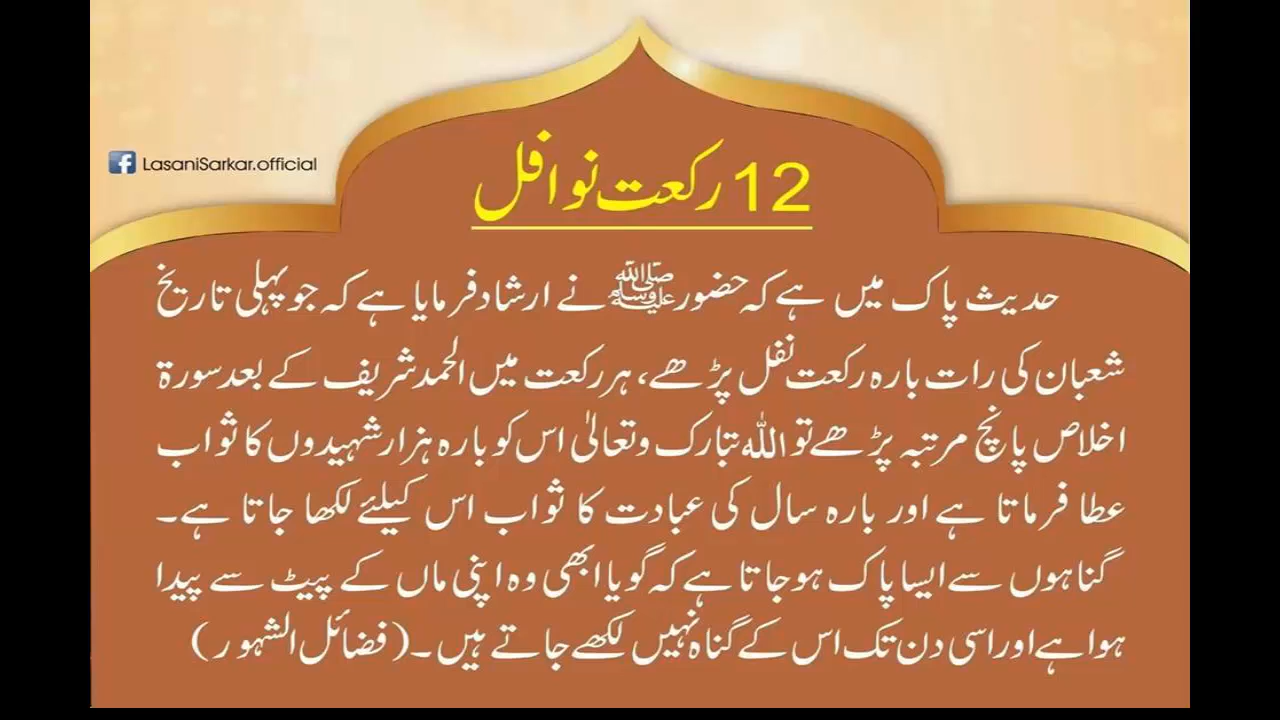 LasaniSarkar.official
12 رکعت نوافل
حدیث پاک میں ہے کہ حضور ﷺ نے ارشاد فرمایا ہے کہ جو پہلی تاریخ
شعبان کی رات بارہ رکعت نفل پڑھے، ہر رکعت میں الحمد شریف کے بعد سورۃ
اخلاص پانچ مرتبہ پڑھے تو اللہ تبارک وتعالیٰ اس کو بارہ ہزار شہیدوں کا ثواب
عطا فرماتا ہے اور بارہ سال کی عبادت کا ثواب اس کیلئے لکھا جاتا ہے۔
گناہوں سے ایسا پاک ہو جاتا ہے کہ گویا ابھی وہ اپنی ماں کے پیٹ سے پیدا
ہوا ہے اور اسی دن تک اس کے گناہ نہیں لکھے جاتے ہیں۔ (فضائل الشہور)